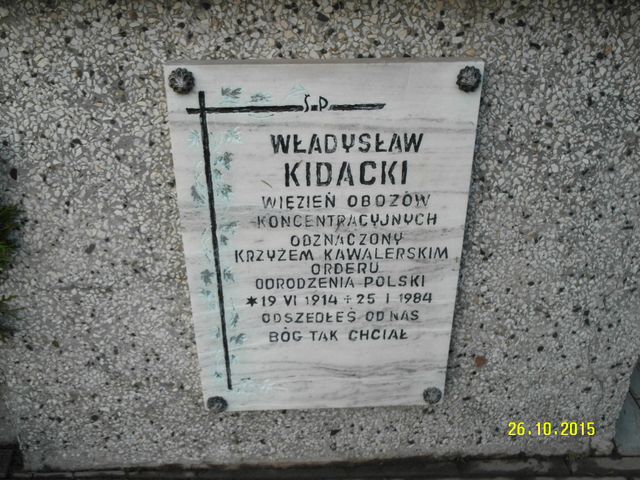 Ś.P.
WŁADYSŁAW
KIDACKI
WIĘZIEŃ OBOZÓW
KONCENTRACYJNYCH
ODZNACZONY
KRZYŻEM KAWALERSKIM
ORDERU
ODRODZENIA POLSKI
* 19 VI 1914 ÷ 25 I 1984
ODSZEDŁEŚ OD NAS
BÓG TAK CHCIAŁ
26.10.2015